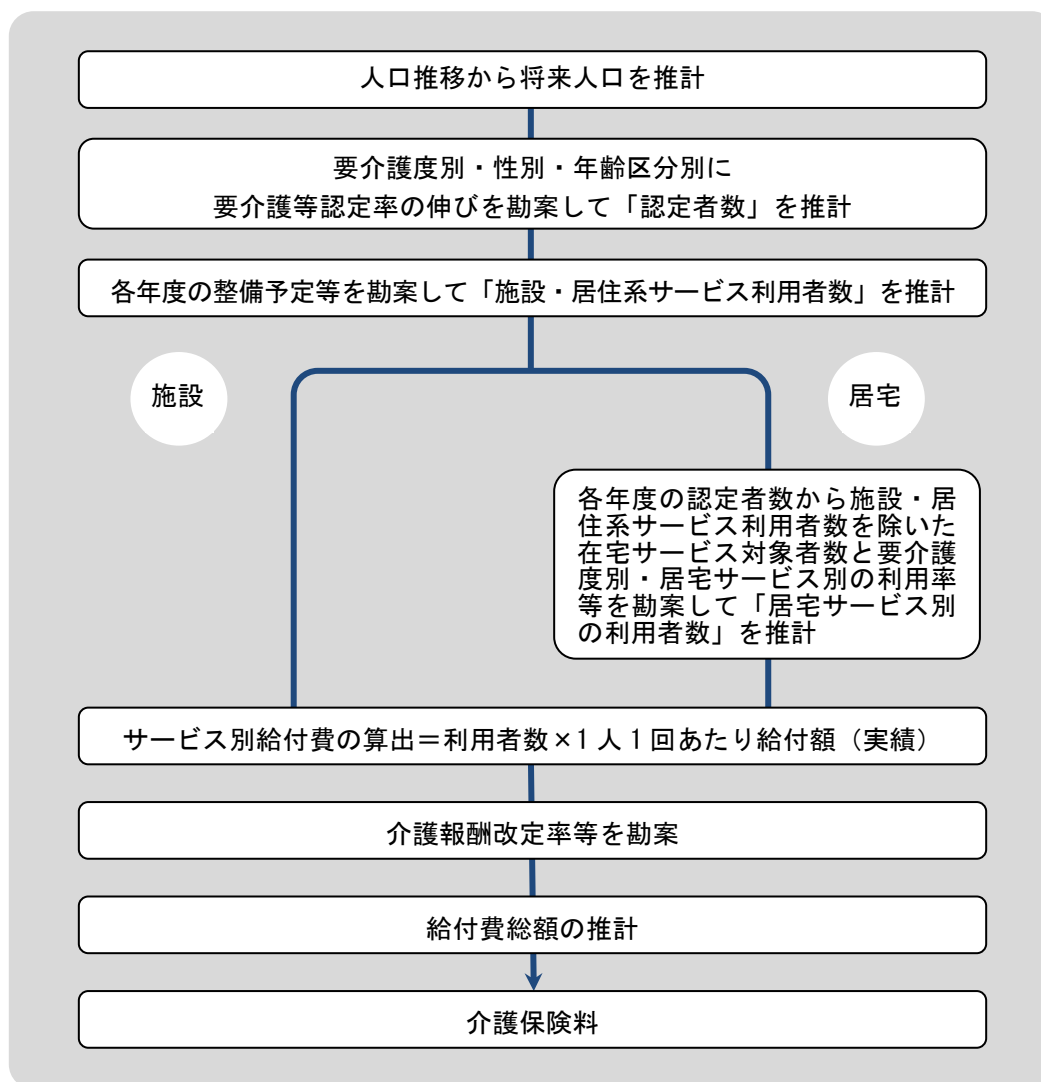 人口推移から将来人口を推計
要介護度別・性別・年齢区分別に
要介護等認定率の伸びを勘案して「認定者数」を推計
各年度の整備予定等を勘案して「施設・居住系サービス利用者数」を推計
施設
居宅
各年度の認定者数から施設・居
住系サービス利用者数を除いた
在宅サービス対象者数と要介護
度別・居宅サービス別の利用率
等を勘案して「居宅サービス別
の利用者数」を推計
サービス別給付費の算出＝利用者数×1 人 1 回あたり給付額（実績）
介護報酬改定率等を勘案
給付費総額の推計
介護保険料